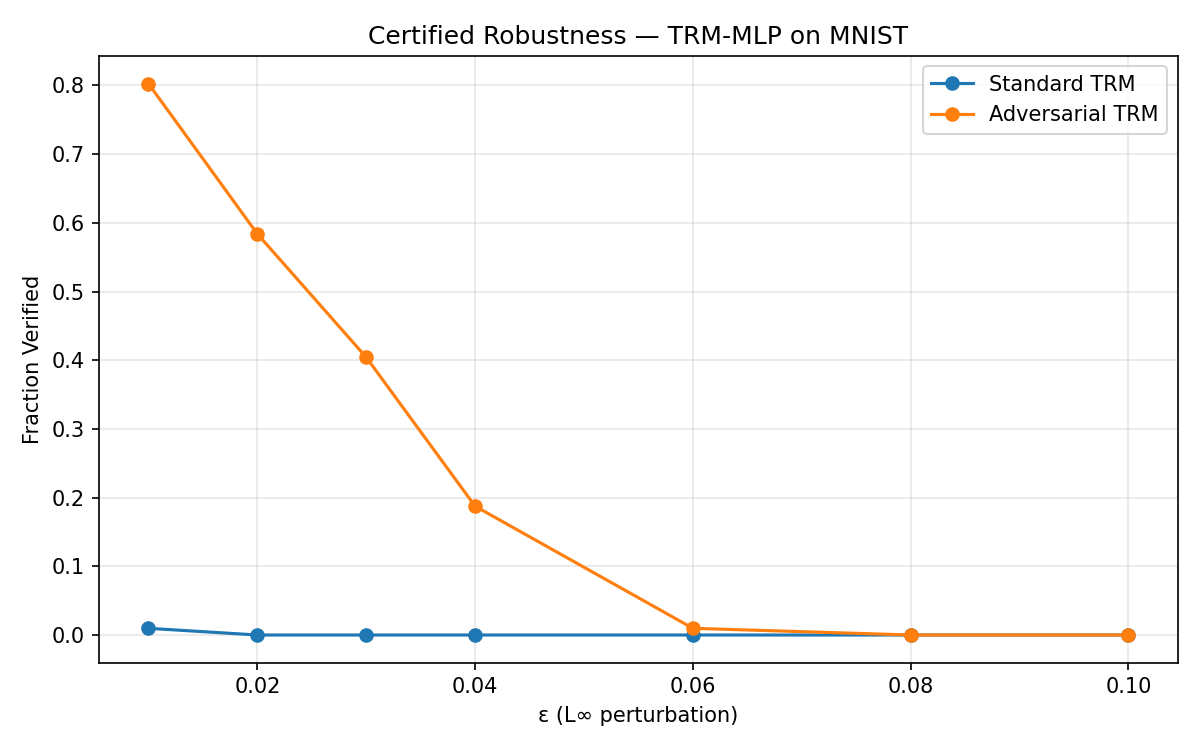 Certified Robustness — TRM-MLP on MNIST
Standard TRM
Adversarial TRM
Fraction Verified
0.8
0.7
0.6
0.5
0.4
0.3
0.2
0.1
0.0
0.02 0.04 0.06 0.08 0.10
ε (L∞ perturbation)